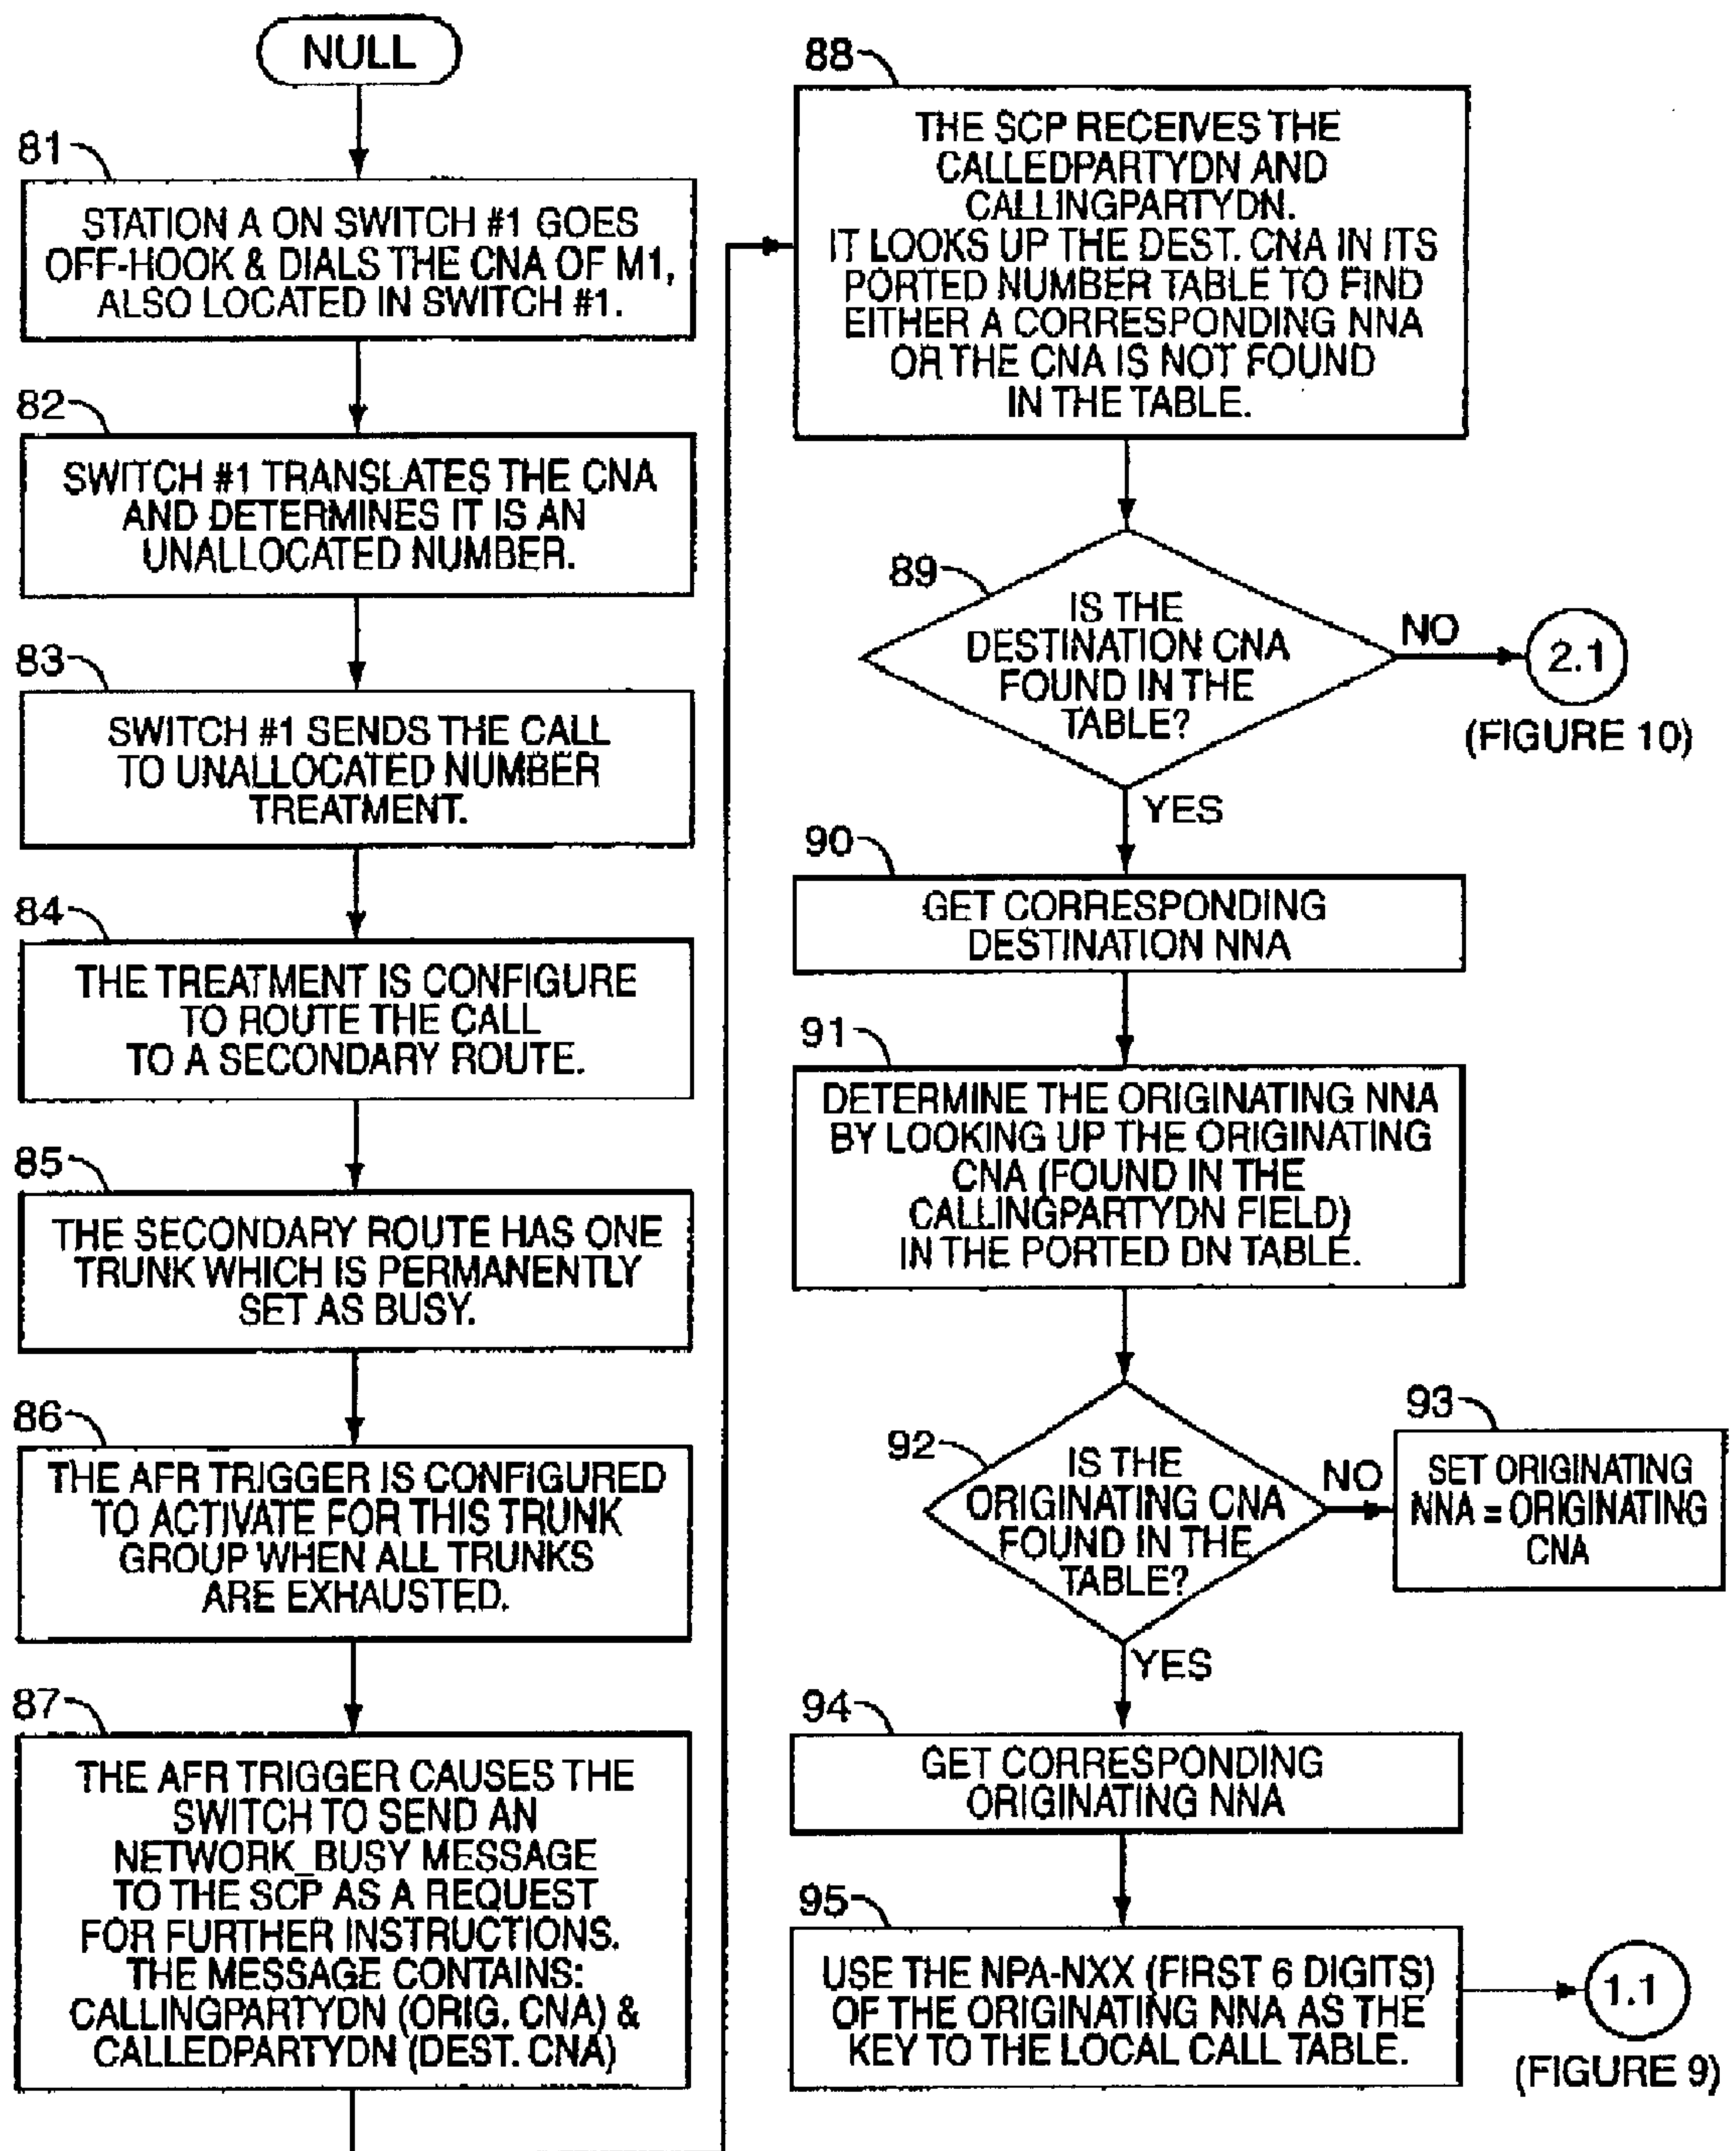 NULL
81
STATION A ON SWITCH #1 GOES
OFF-HOOK & DIALS THE CNA OF M1,
ALSO LOCATED IN SWITCH #1.
82
SWITCH #1 TRANSLATES THE CNA
AND DETERMINES IT IS AN
UNALLOCATED NUMBER.
83
SWITCH #1 SENDS THE CALL
TO UNALLOCATED NUMBER
TREATMENT.
84
THE TREATMENT IS CONFIGURE
TO ROUTE THE CALL
TO A SECONDARY ROUTE.
85
THE SECONDARY ROUTE HAS ONE
TRUNK WHICH IS PERMANENTLY
SET AS BUSY.
86
THE AFR TRIGGER IS CONFIGURED
TO ACTIVATE FOR THIS TRUNK
GROUP WHEN ALL TRUNKS
ARE EXHAUSTED.
87
THE AFR TRIGGER CAUSES THE
SWITCH TO SEND AN
NETWORK_BUSY MESSAGE
TO THE SCP AS A REQUEST
FOR FURTHER INSTRUCTIONS.
THE MESSAGE CONTAINS:
CALLINGPARTYDN (ORIG. CNA) &
CALLEDPARTYDN (DEST. CNA)
88
THE SCP RECEIVES THE
CALLEDPARTYDN AND
CALLINGPARTYDN.
IT LOOKS UP THE DEST. CNA IN ITS
PORTED NUMBER TABLE TO FIND
EITHER A CORRESPONDING NNA
OR THE CNA IS NOT FOUND
IN THE TABLE.
89
IS THE
DESTINATION CNA
FOUND IN THE
TABLE?
NO
2.1
(FIGURE 10)
YES
90
GET CORRESPONDING
DESTINATION NNA
91
DETERMINE THE ORIGINATING NNA
BY LOOKING UP THE ORIGINATING
CNA (FOUND IN THE
CALLINGPARTYDN FIELD)
IN THE PORTED DN TABLE.
92
IS THE
ORIGINATING CNA
FOUND IN THE
TABLE?
NO
93
SET ORIGINATING
NNA = ORIGINATING
CNA
YES
94
GET CORRESPONDING
ORIGINATING NNA
95
USE THE NPA-NXX (FIRST 6 DIGITS)
OF THE ORIGINATING NNA AS THE
KEY TO THE LOCAL CALL TABLE.
1.1
(FIGURE 9)